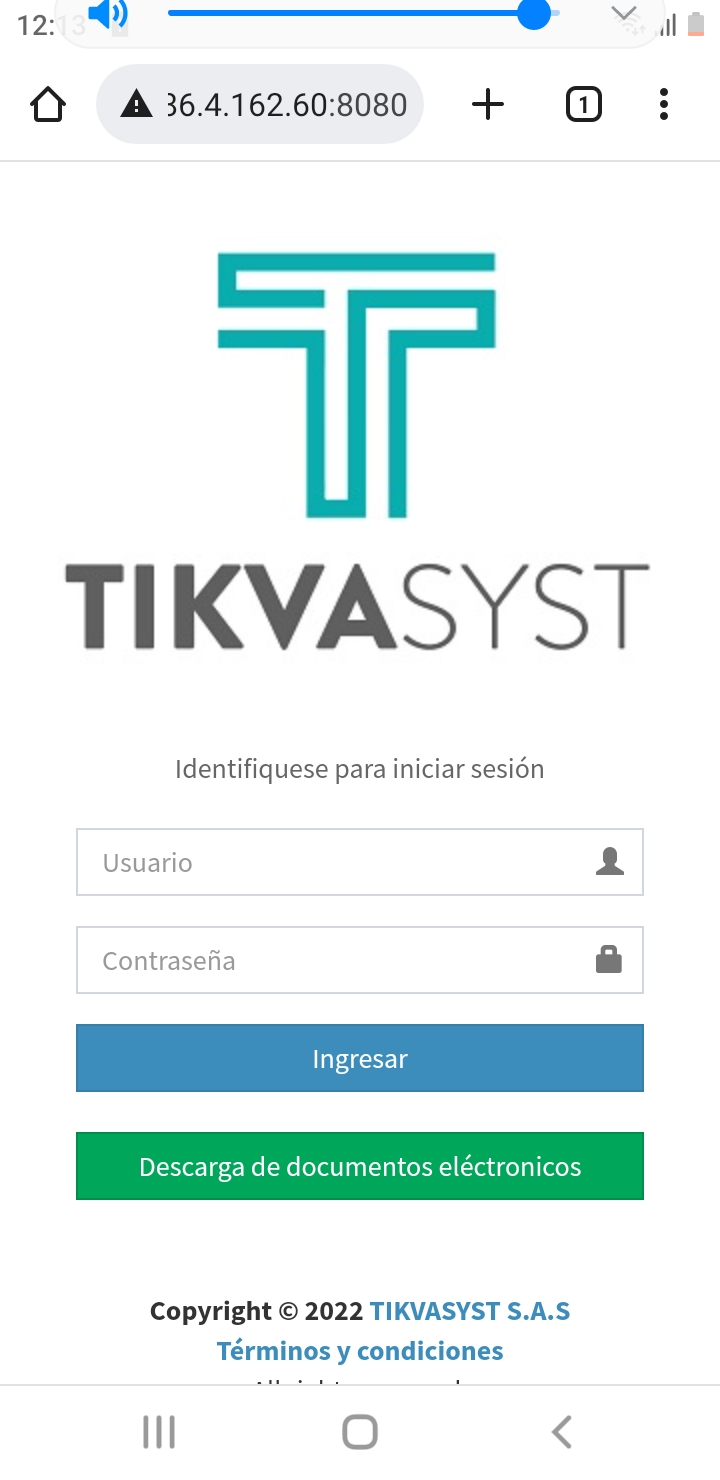 12:13
36.4.162.60:8080
1
TIKVASYST
Identifiquese para iniciar sesión
Usuario
Contraseña
Ingresar
Descarga de documentos eléctronicos
Copyright © 2022 TIKVASYST S.A.S
Términos y condiciones